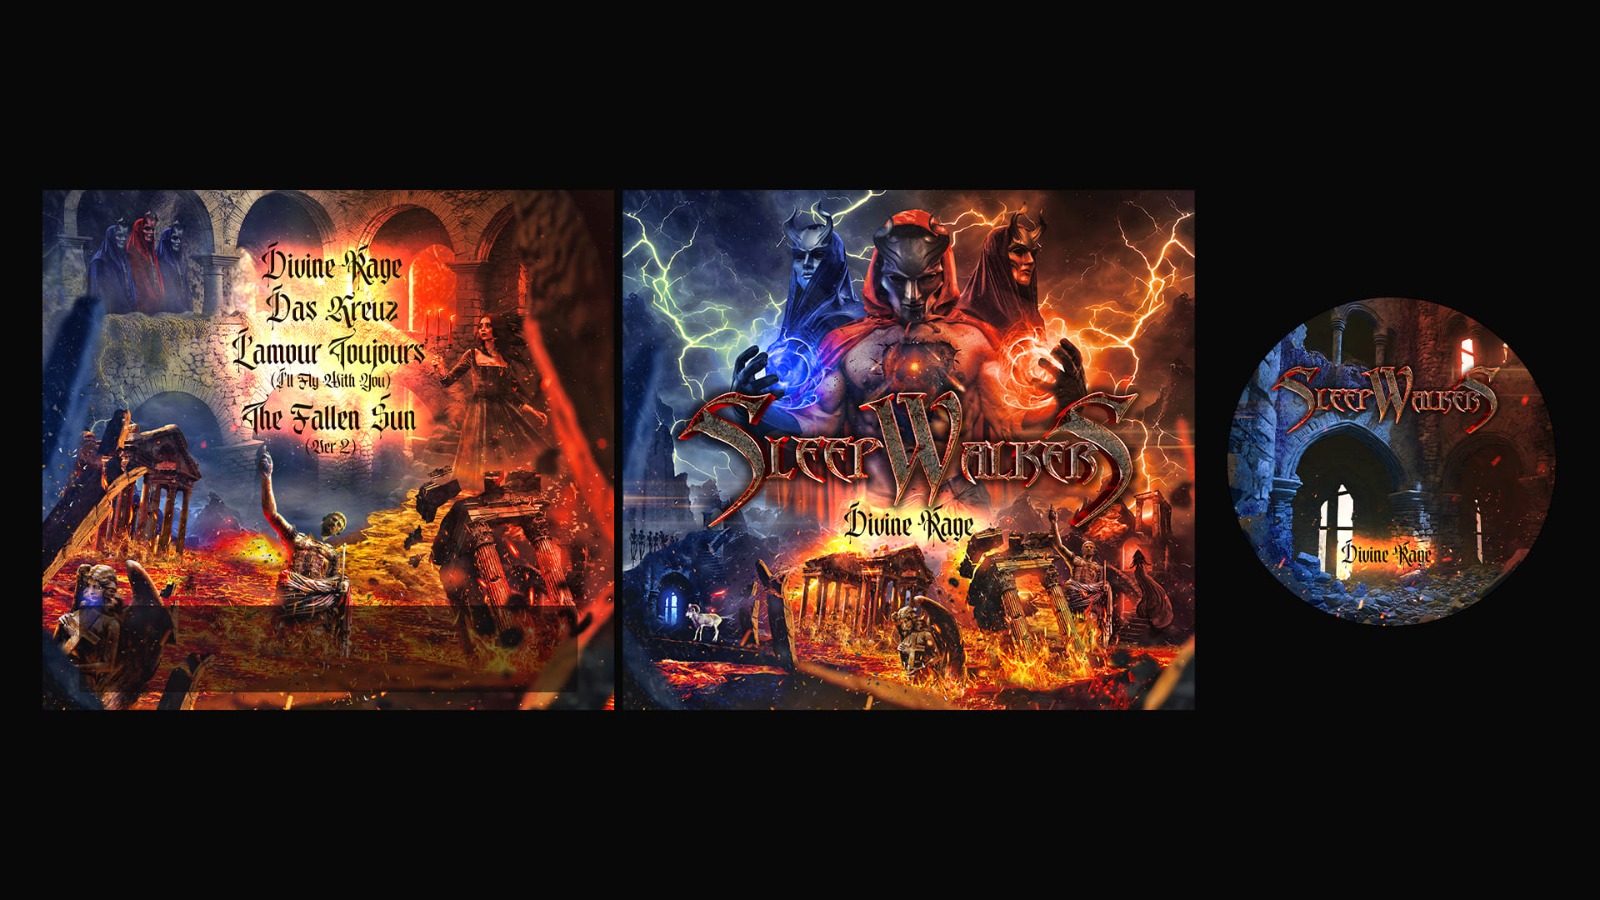 Divine Rage
Das Kreuz
L'amour Toujours
(I'll Fly With You)
The Fallen Sun
(Ver 2)
SleepWalkers
Divine Rage
SleepWalkers
Divine Rage